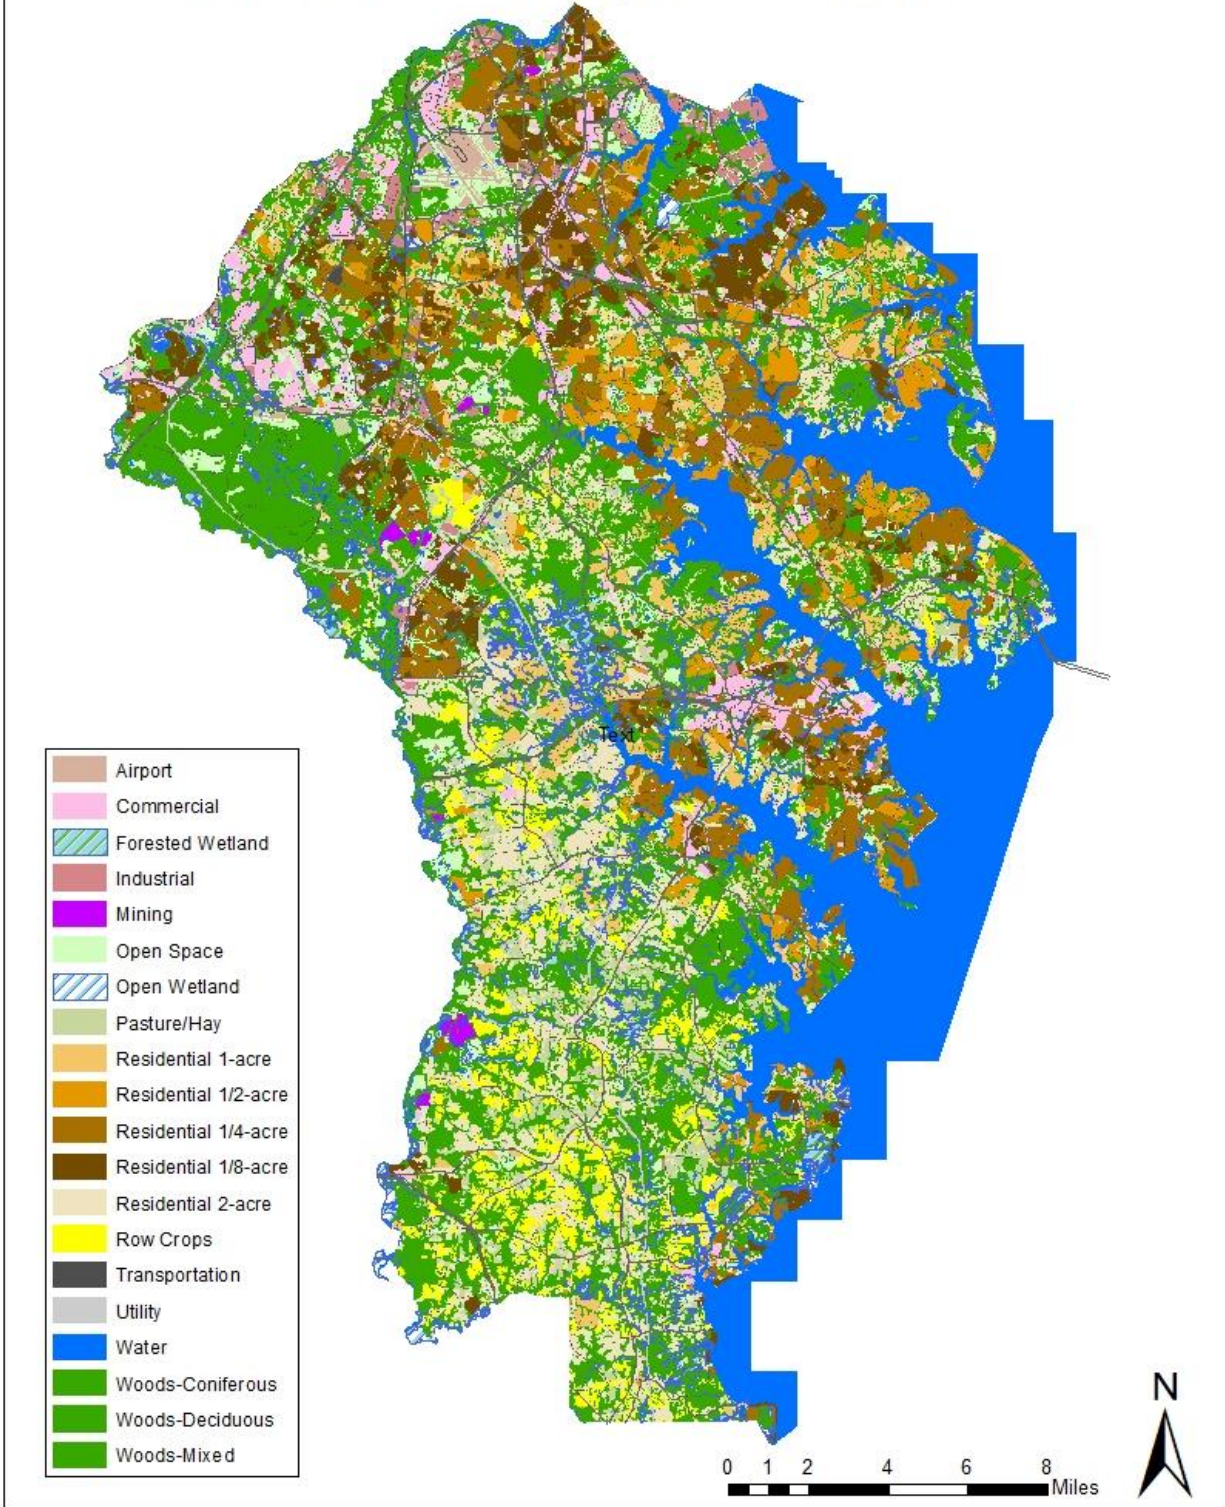 Text
Airport
Commercial
Forested Wetland
Industrial
Mining
Open Space
Open Wetland
Pasture/Hay
Residential 1-acre
Residential 1/2-acre
Residential 1/4-acre
Residential 1/8-acre
Residential 2-acre
Row Crops
Transportation
Utility
Water
Woods-Coniferous
Woods-Deciduous
Woods-Mixed
N
0 1 2 4 6 8
Miles